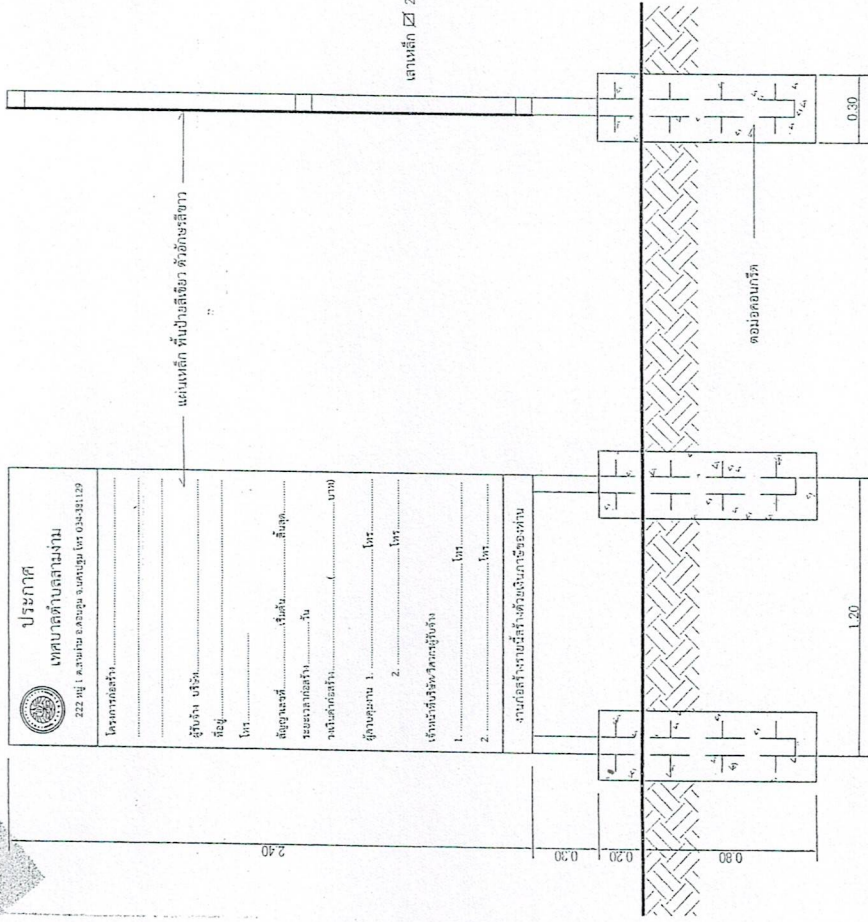 ประกาศ
เทศบาลตำบลสามง่าม
222 หมู่ 1 ต.สามง่าม อ.ดอนตูม จ.นครปฐม โทร 034-381129
โครงการก่อสร้าง
ผู้รับจ้าง บริษัท
ที่อยู่
โทร
สัญญาเลขที่ เริ่มต้น สิ้นสุด
ระยะเวลาก่อสร้าง วัน
วงเงินค่าก่อสร้าง ( บาท)
ผู้ควบคุมงาน 1. โทร
2. โทร
เจ้าหน้าที่บริษัท/วิศวกรผู้รับจ้าง
1. โทร
2. โทร
งานก่อสร้างรายนี้สร้างด้วยเงินภาษีของท่าน
แผ่นเหล็ก พื้นป้ายสีเขียว ตัวอักษรสีขาว
เสาเหล็ก 2
ตอม่อคอนกรีต
2.40
0.30
0.20
0.80
1.20
0.30